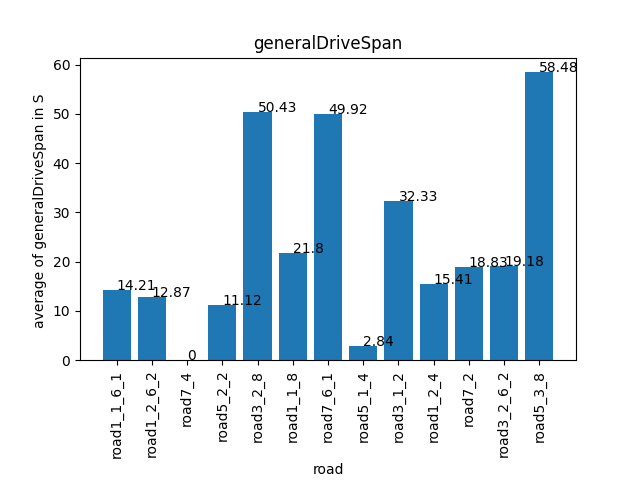 generalDriveSpan
average of generalDriveSpan in S
60
50
40
30
20
10
0
14.21
12.87
0
11.12
50.43
21.8
49.92
2.84
32.33
15.41
18.83
19.18
58.48
road1_1_6_1
road1_2_6_2
road7_4
road5_2_2
road3_2_8
road1_1_8
road7_6_1
road5_1_4
road3_1_2
road1_2_4
road7_2
road3_2_6_2
road5_3_8
road